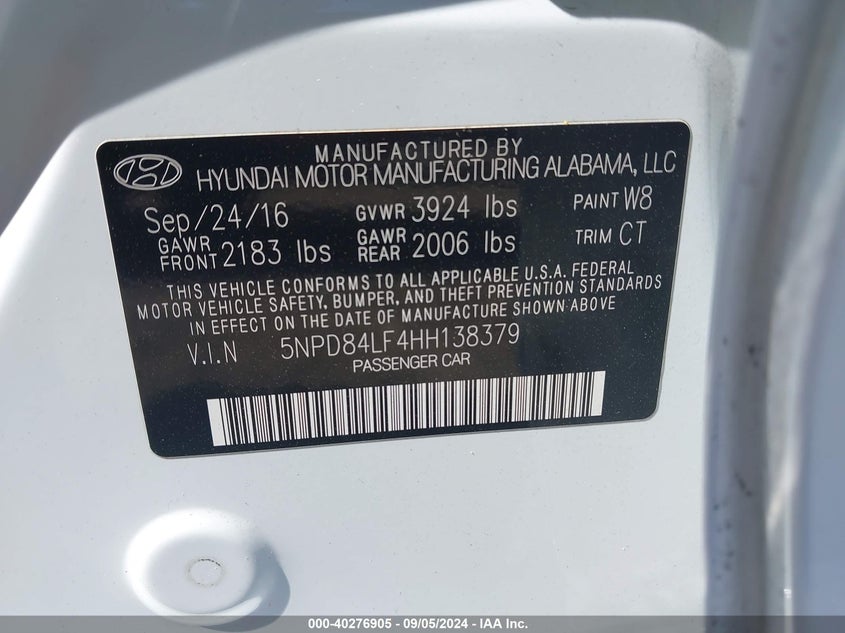 MANUFACTURED BY
HYUNDAI MOTOR MANUFACTURING ALABAMA, LLC
Sep/24/16 GVWR 3924 lbs PAINT W8
GAWR FRONT 2183 lbs GAWR REAR 2006 lbs TRIM CT
THIS VEHICLE CONFORMS TO ALL APPLICABLE U.S.A. FEDERAL
MOTOR VEHICLE SAFETY, BUMPER, AND THEFT PREVENTION STANDARDS
IN EFFECT ON THE DATE OF MANUFACTURE SHOWN ABOVE
V.I.N 5NPD84LF4HH138379
PASSENGER CAR
000-40276905 - 09/05/2024 - IAA Inc.